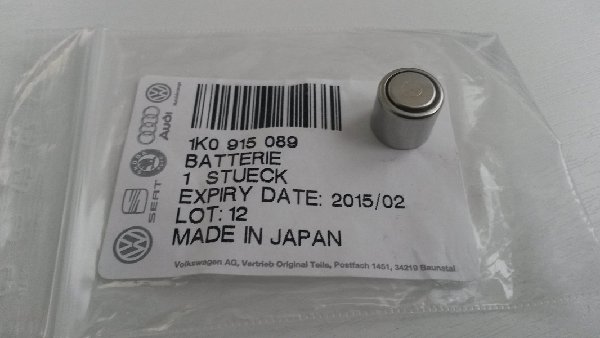 1K0 915 089
BATTERIE
1 STUECK
EXPIRY DATE: 2015/02
LOT: 12
MADE IN JAPAN
Volkswagen AG, Vertrieb Original Teile, Postfach 1451, 34219 Baunatal
Audi
SEAT